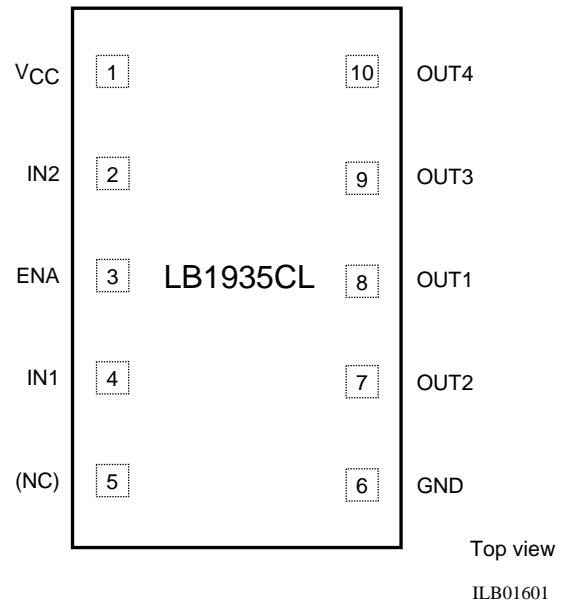 VCC 1 10 OUT4
IN2 2 9 OUT3
ENA 3 LB1935CL 8 OUT1
IN1 4 7 OUT2
(NC) 5 6 GND
Top view
ILB01601